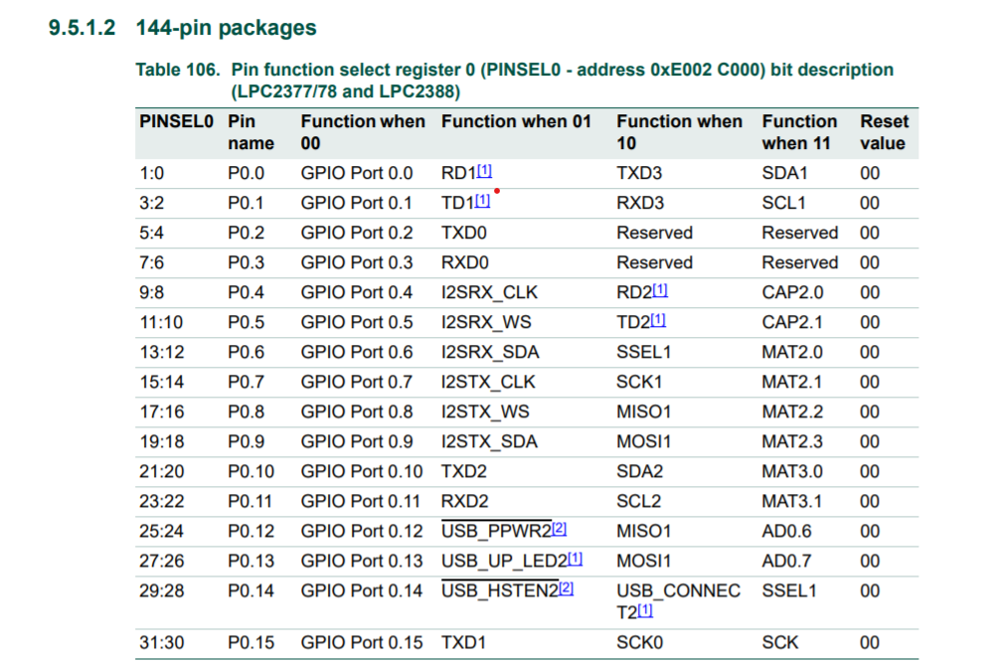 9.5.1.2 144-pin packages
Table 106. Pin function select register 0 (PINSEL0 - address 0xE002 C000) bit description
(LPC2377/78 and LPC2388)
PINSEL0 Pin name Function when 00 Function when 01 Function when 10 Function when 11 Reset value
1:0 P0.0 GPIO Port 0.0 RD1[1] TXD3 SDA1 00
3:2 P0.1 GPIO Port 0.1 TD1[1] RXD3 SCL1 00
5:4 P0.2 GPIO Port 0.2 TXD0 Reserved Reserved 00
7:6 P0.3 GPIO Port 0.3 RXD0 Reserved Reserved 00
9:8 P0.4 GPIO Port 0.4 I2SRX_CLK RD2[1] CAP2.0 00
11:10 P0.5 GPIO Port 0.5 I2SRX_WS TD2[1] CAP2.1 00
13:12 P0.6 GPIO Port 0.6 I2SRX_SDA SSEL1 MAT2.0 00
15:14 P0.7 GPIO Port 0.7 I2STX_CLK SCK1 MAT2.1 00
17:16 P0.8 GPIO Port 0.8 I2STX_WS MISO1 MAT2.2 00
19:18 P0.9 GPIO Port 0.9 I2STX_SDA MOSI1 MAT2.3 00
21:20 P0.10 GPIO Port 0.10 TXD2 SDA2 MAT3.0 00
23:22 P0.11 GPIO Port 0.11 RXD2 SCL2 MAT3.1 00
25:24 P0.12 GPIO Port 0.12 USB_PPWR2[2] MISO1 AD0.6 00
27:26 P0.13 GPIO Port 0.13 USB_UP_LED2[1] MOSI1 AD0.7 00
29:28 P0.14 GPIO Port 0.14 USB_HSTEN2[2] USB_CONNECT2[1] SSEL1 00
31:30 P0.15 GPIO Port 0.15 TXD1 SCK0 SCK 00